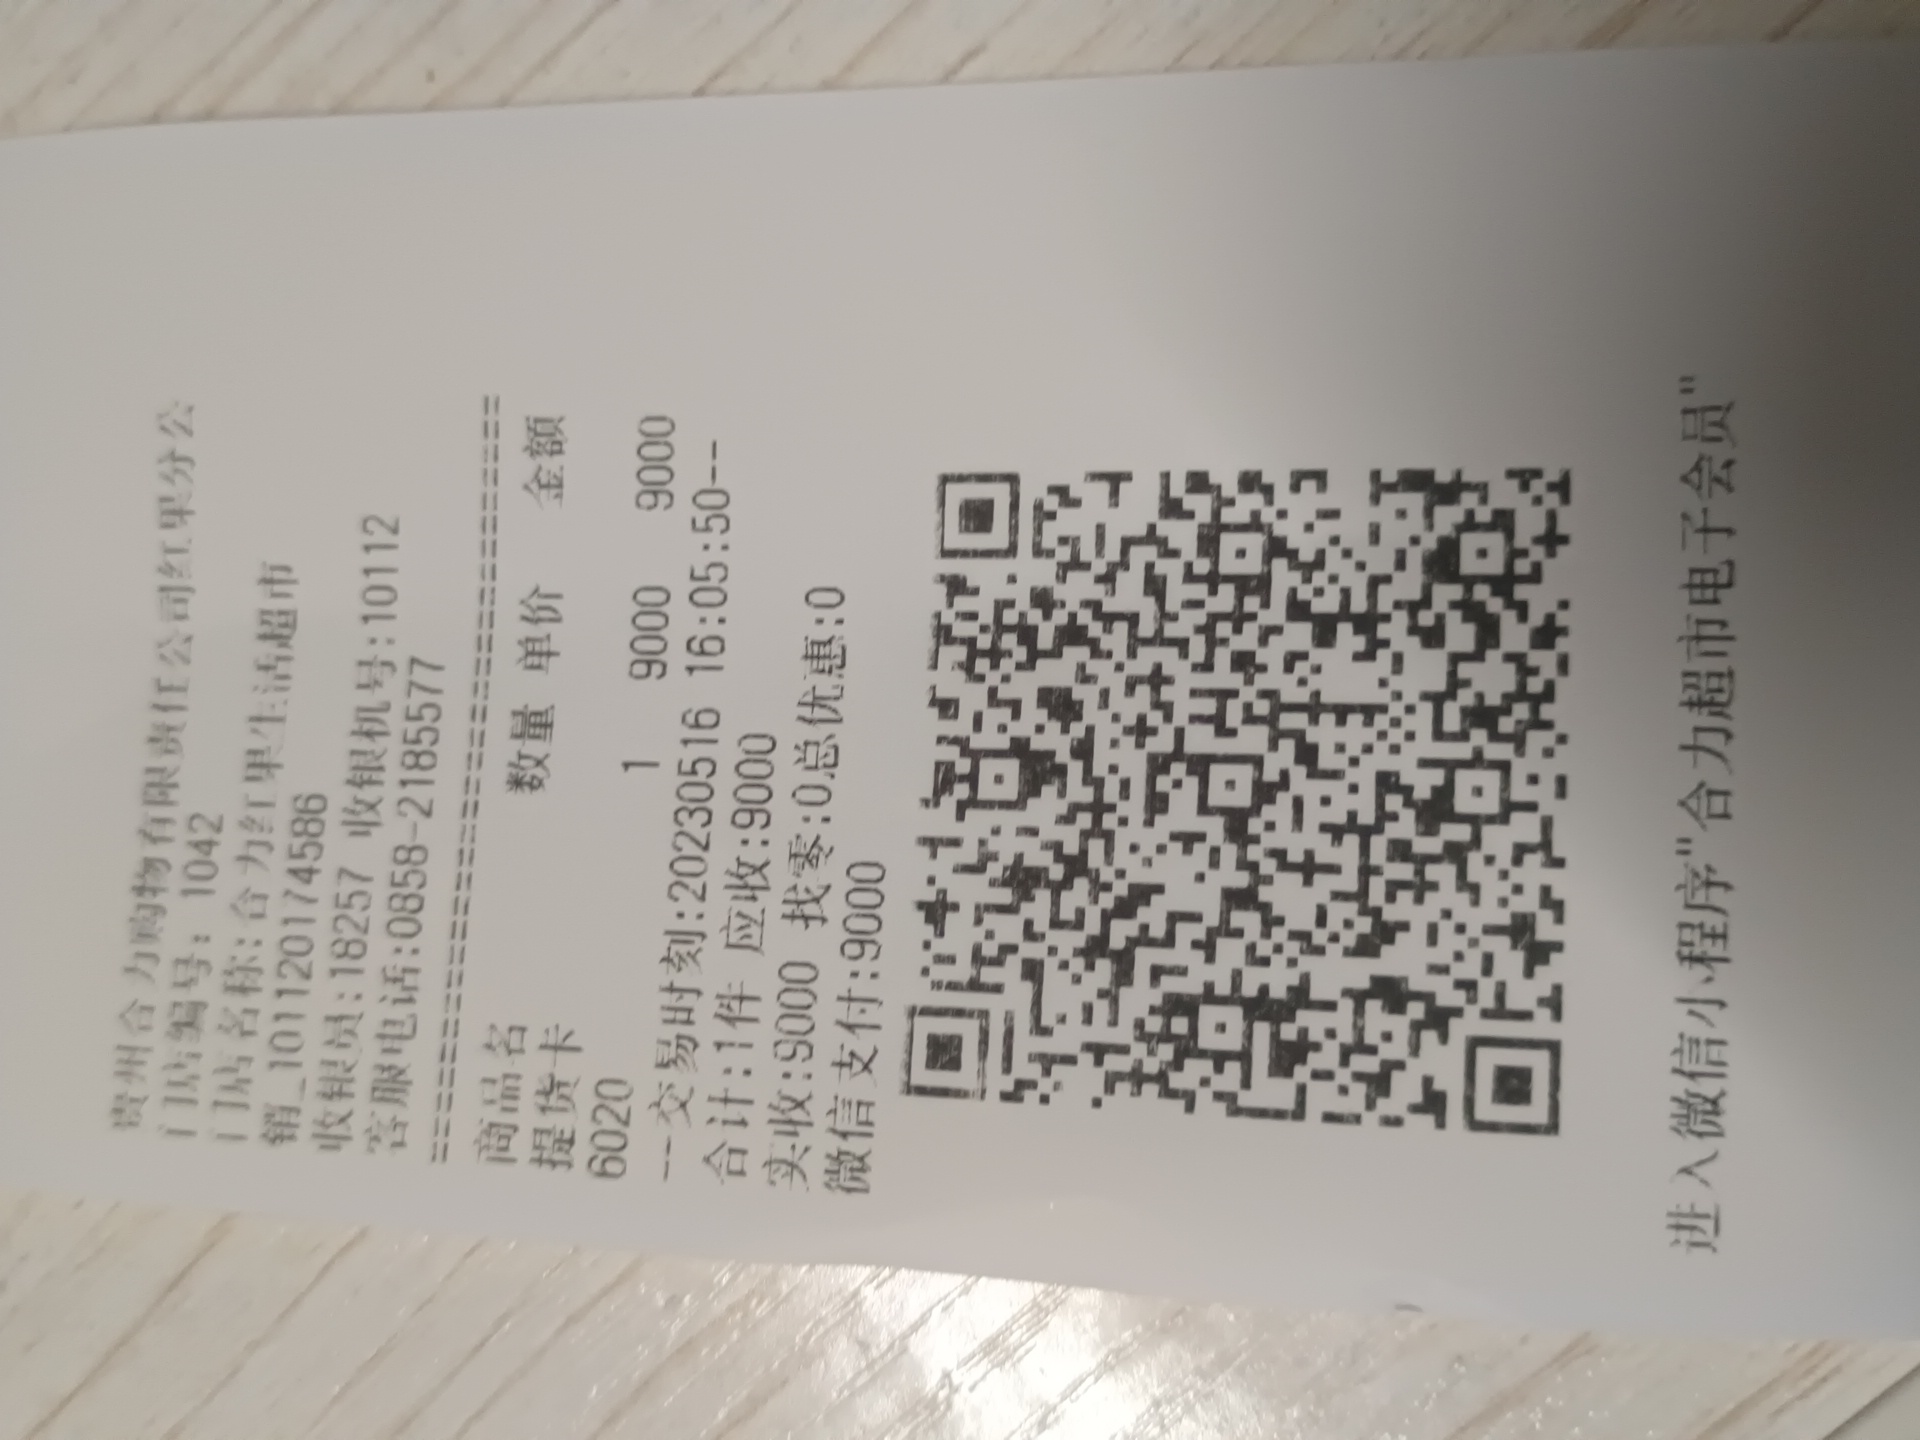 贵州合力购物有限责任公司红果分公
门店编号: 1042
门店名称:合力红果生活超市
销_101120174 5586
收银员:18257 收银机号:10112
客服电话:0858-2185577
================================
商品名 数量 单价 金额
提货卡
6020 1 9000 9000
--交易时刻:20230516 16:05:50--
合计:1件 应收:9000
实收:9000 找零:0总优惠:0
微信支付:9000
进入微信小程序"合力超市电子会员"